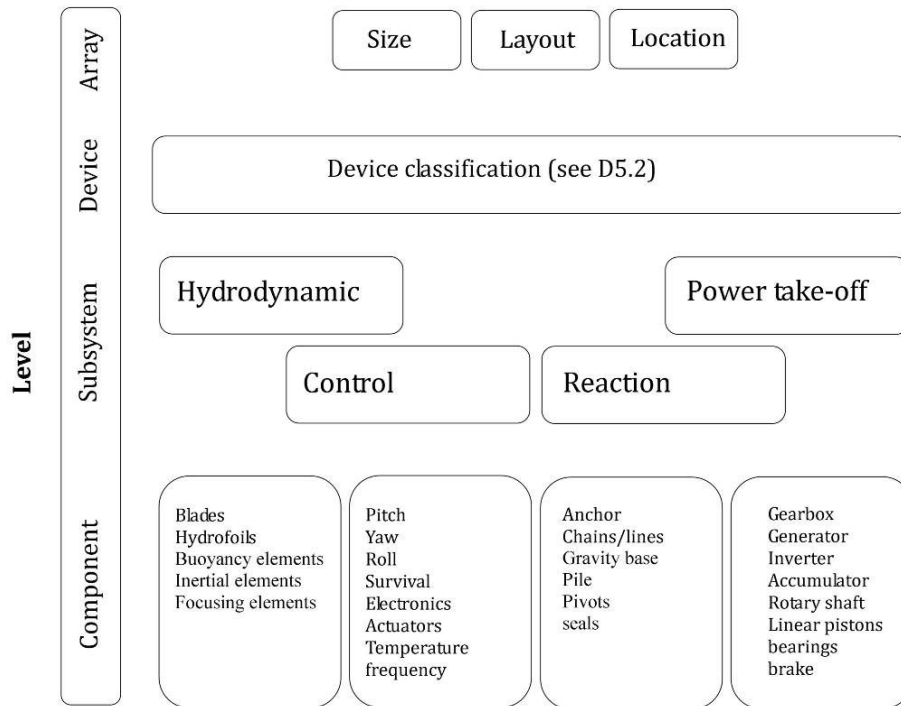 Level
Array
Size
Layout
Location
Device
Device classification (see D5.2)
Subsystem
Hydrodynamic
Power take-off
Control
Reaction
Component
Blades
Hydrofoils
Buoyancy elements
Inertial elements
Focusing elements
Pitch
Yaw
Roll
Survival
Electronics
Actuators
Temperature
frequency
Anchor
Chains/lines
Gravity base
Pile
Pivots
seals
Gearbox
Generator
Inverter
Accumulator
Rotary shaft
Linear pistons
bearings
brake